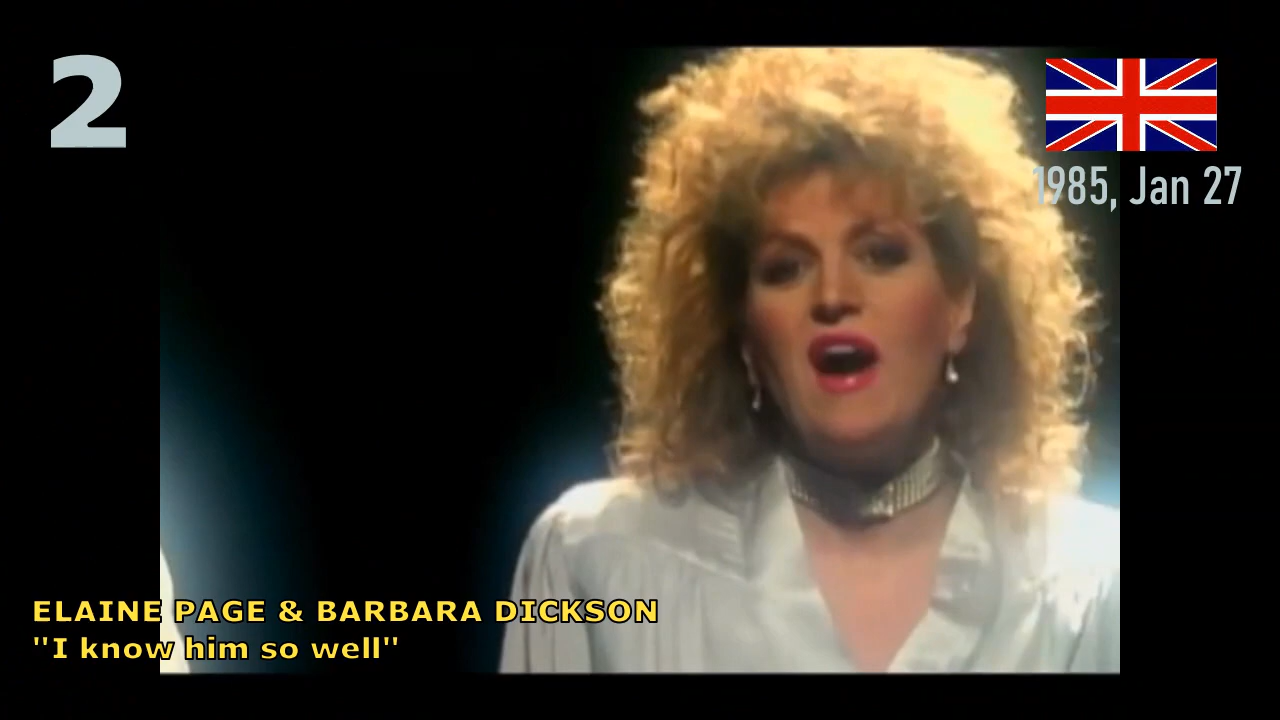 2
1985, Jan 27
ELAINE PAGE & BARBARA DICKSON
"I know him so well"